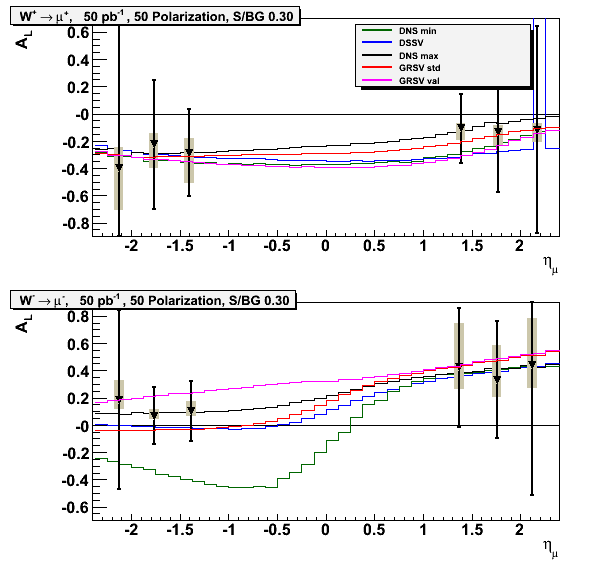 W⁺ → μ⁺, 50 pb⁻¹, 50 Polarization, S/BG 0.30
A_L
0.6
0.4
0.2
-0
-0.2
-0.4
-0.6
-0.8
DNS min
DSSV
DNS max
GRSV std
GRSV val
-2 -1.5 -1 -0.5 0 0.5 1 1.5 2
η_μ
W⁻ → μ⁻, 50 pb⁻¹, 50 Polarization, S/BG 0.30
A_L
0.8
0.6
0.4
0.2
-0
-0.2
-0.4
-0.6
-2 -1.5 -1 -0.5 0 0.5 1 1.5 2
η_μ